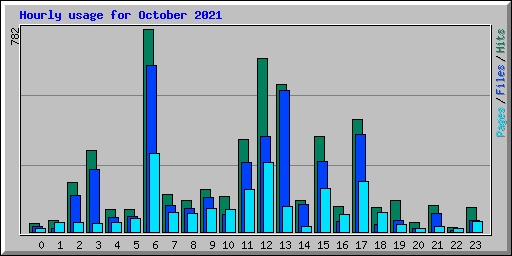 Hourly usage for October 2021
782
Pages/Files/Hits
0 1 2 3 4 5 6 7 8 9 10 11 12 13 14 15 16 17 18 19 20 21 22 23